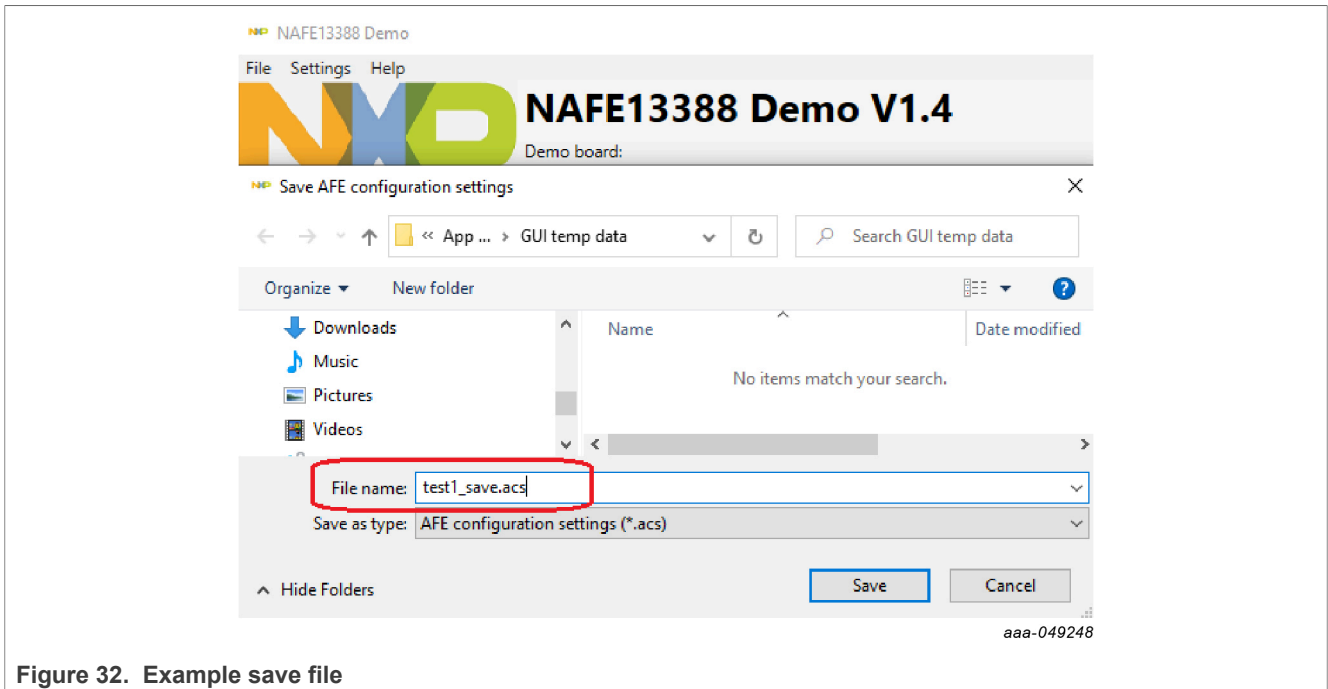 NXP NAFE13388 Demo
File Settings Help
NXP
NAFE13388 Demo V1.4
Demo board:
NXP Save AFE configuration settings
« App ... > GUI temp data
Search GUI temp data
Organize New folder
?
Downloads
Name
Date modified
Music
No items match your search.
Pictures
Videos
File name: test1_save.acs
Save as type: AFE configuration settings (*.acs)
Hide Folders
Save
Cancel
aaa-049248
Figure 32. Example save file